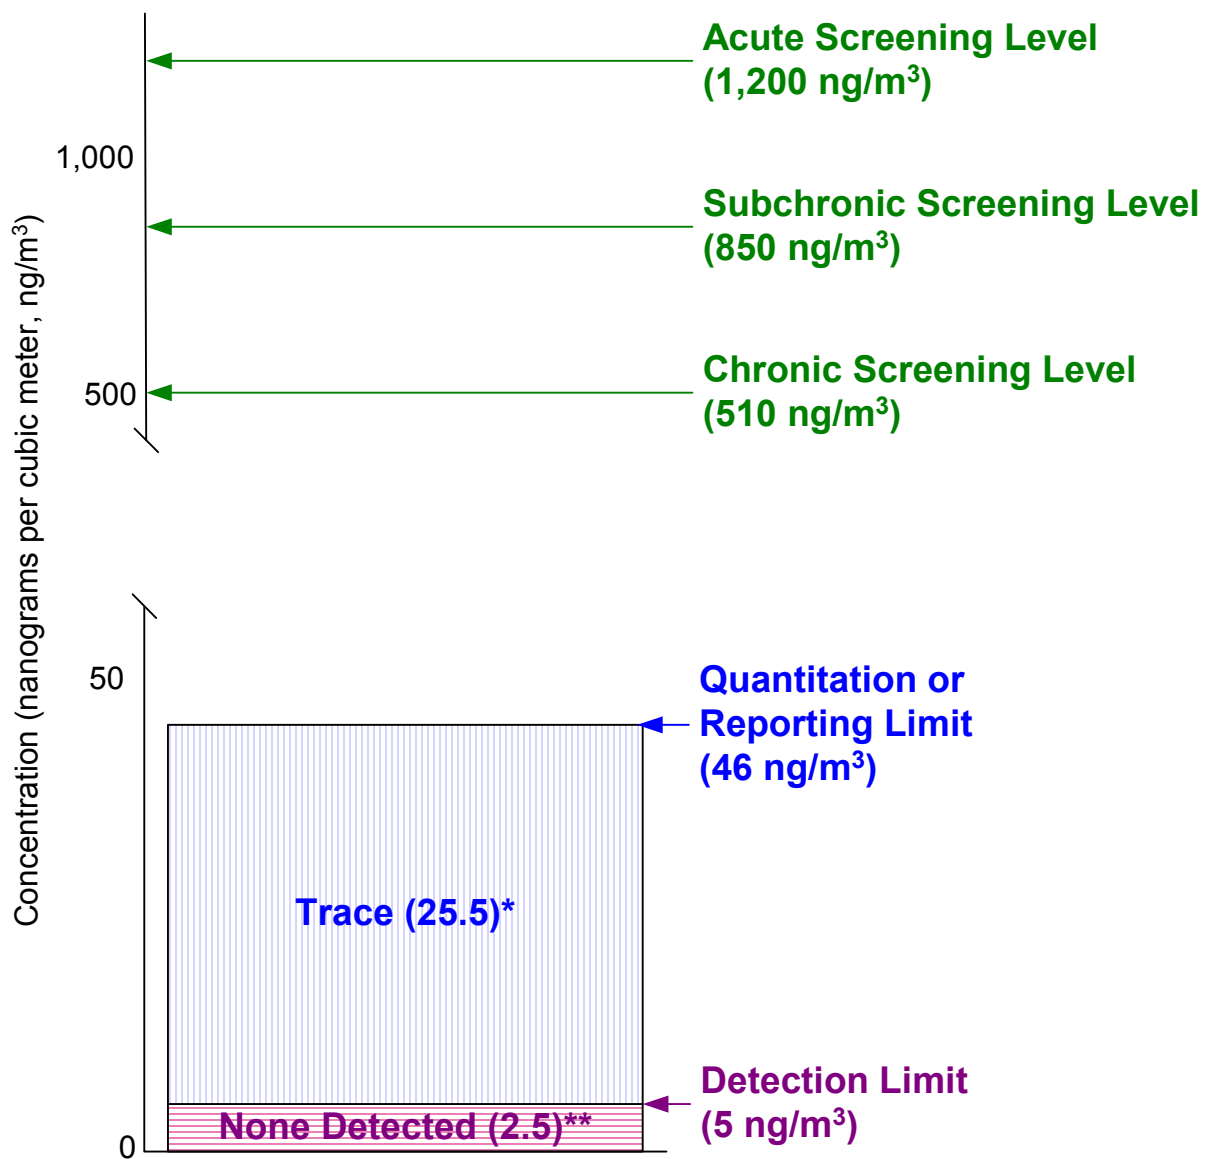 Acute Screening Level
(1,200 ng/m³)
1,000
Subchronic Screening Level
(850 ng/m³)
Concentration (nanograms per cubic meter, ng/m³)
500
Chronic Screening Level
(510 ng/m³)
50
Quantitation or
Reporting Limit
(46 ng/m³)
Trace (25.5)*
Detection Limit
(5 ng/m³)
None Detected (2.5)**
0